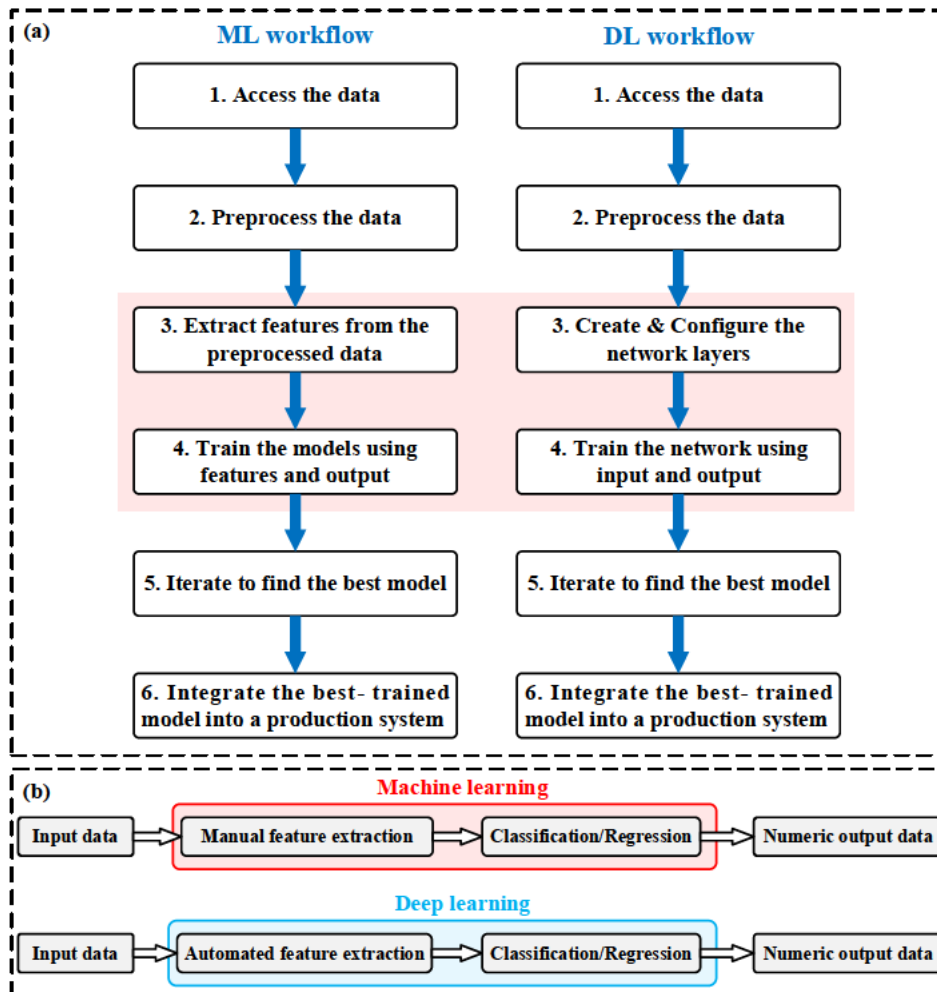 (a)
ML workflow
DL workflow
1. Access the data
1. Access the data
2. Preprocess the data
2. Preprocess the data
3. Extract features from the
preprocessed data
3. Create & Configure the
network layers
4. Train the models using
features and output
4. Train the network using
input and output
5. Iterate to find the best model
5. Iterate to find the best model
6. Integrate the best- trained
model into a production system
6. Integrate the best- trained
model into a production system
(b)
Machine learning
Input data
Manual feature extraction
Classification/Regression
Numeric output data
Deep learning
Input data
Automated feature extraction
Classification/Regression
Numeric output data